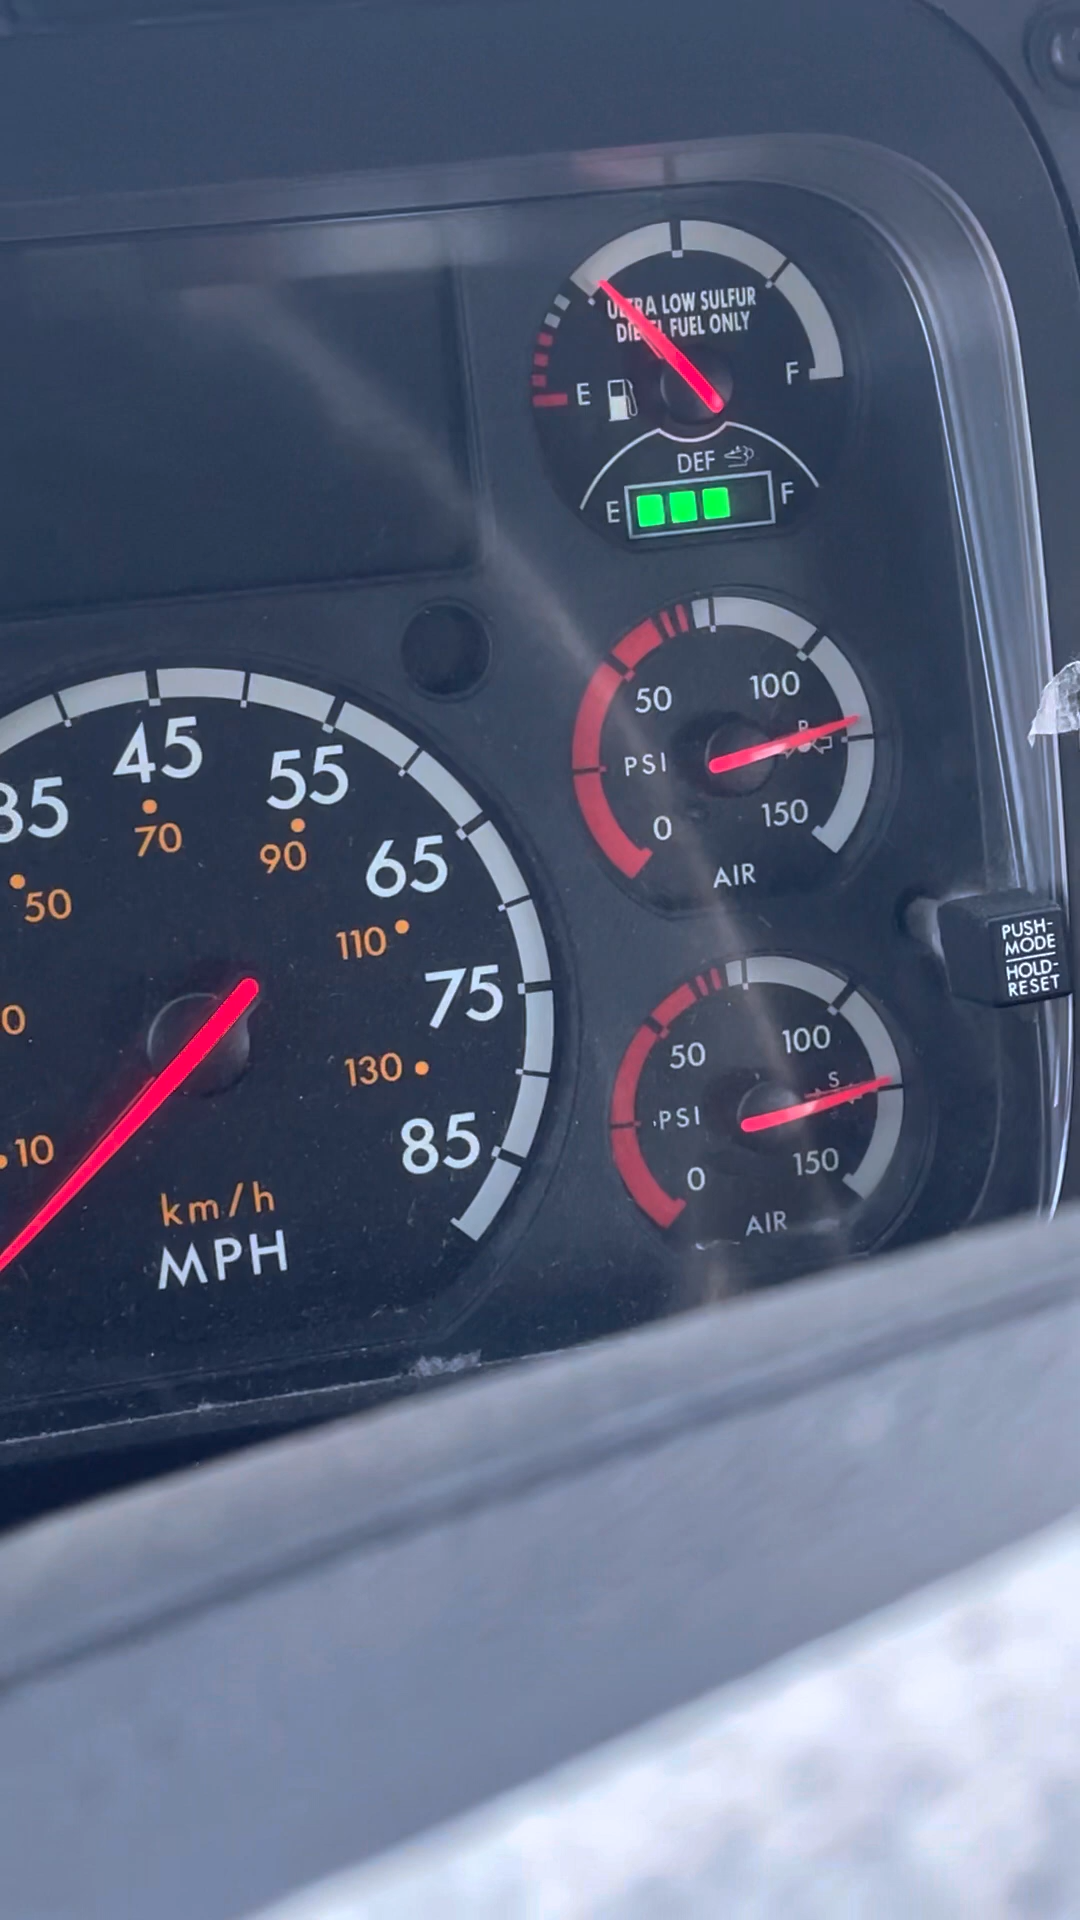 ULTRA LOW SULFUR
DIESEL FUEL ONLY
E
F
DEF
E
F
50
100
PSI
P
0
150
AIR
PUSH-
MODE
HOLD-
RESET
50
100
PSI
S
0
150
AIR
35
45
55
65
75
85
50
70
90
110
130
10
km/h
MPH